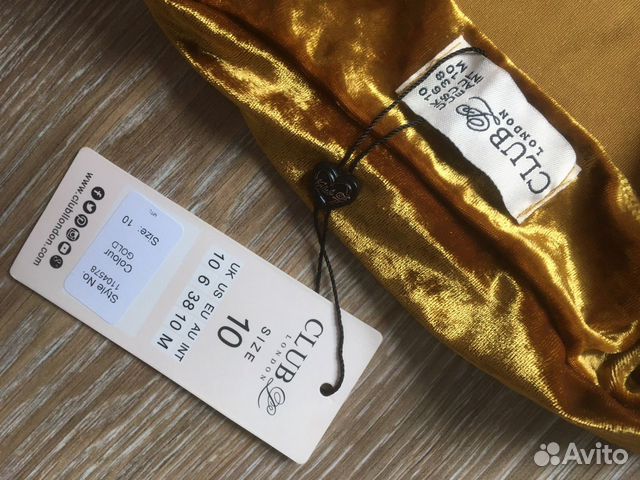 CLUB
L
LONDON
SIZE
10
UK US EU AU INT
10 6 38 10 M
Style No.
1104578
Colour
GOLD
Size: 10
www.clubllondon.com
CLUB
L
LONDON
Avito